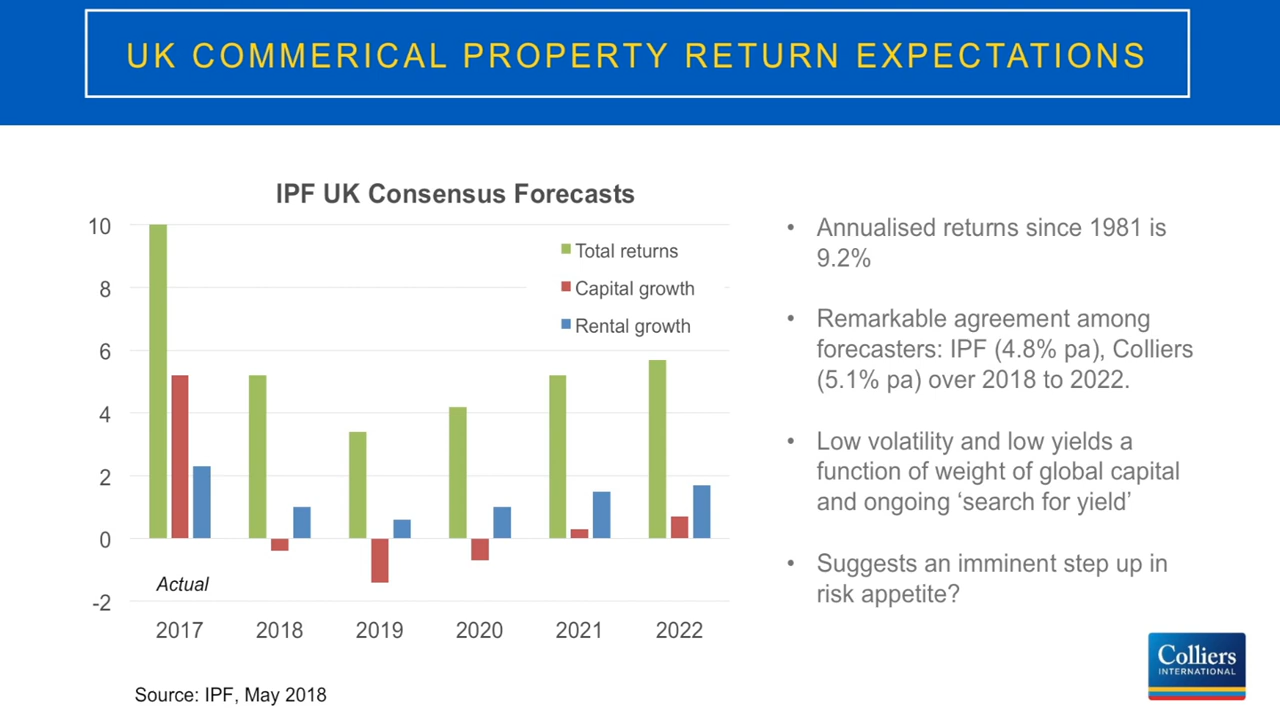 UK COMMERICAL PROPERTY RETURN EXPECTATIONS
IPF UK Consensus Forecasts
10
8
6
4
2
0
-2
Total returns
Capital growth
Rental growth
Actual
2017 2018 2019 2020 2021 2022
Source: IPF, May 2018
• Annualised returns since 1981 is
9.2%
• Remarkable agreement among
forecasters: IPF (4.8% pa), Colliers
(5.1% pa) over 2018 to 2022.
• Low volatility and low yields a
function of weight of global capital
and ongoing ‘search for yield’
• Suggests an imminent step up in
risk appetite?
Colliers
INTERNATIONAL